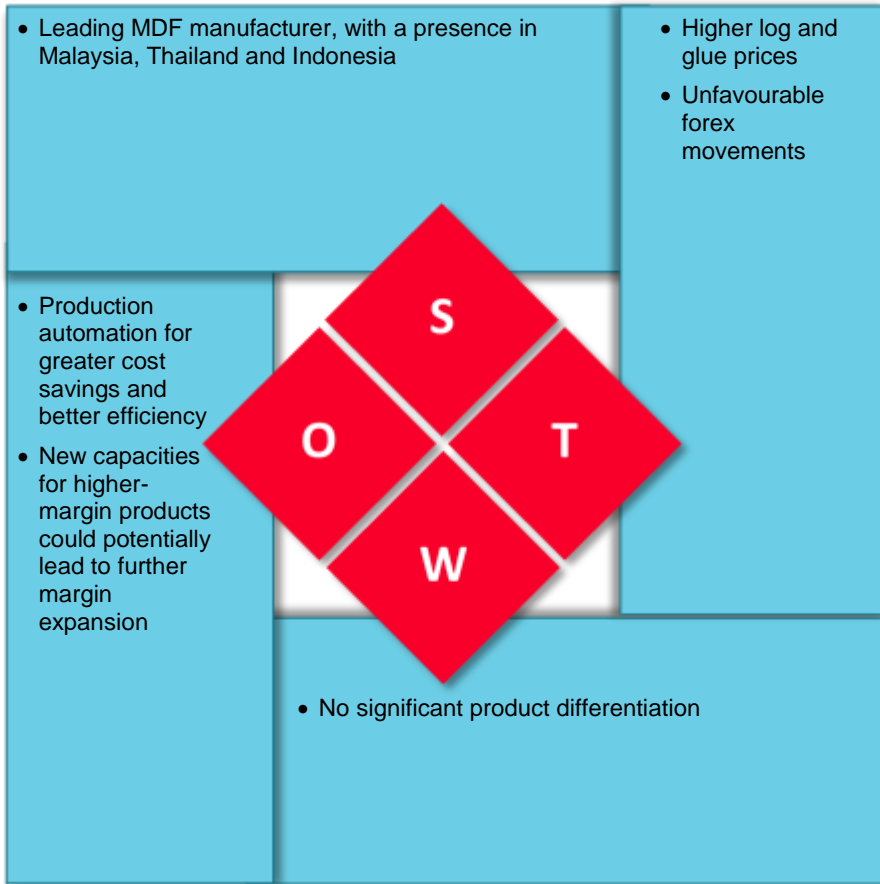 • Leading MDF manufacturer, with a presence in
Malaysia, Thailand and Indonesia
• Higher log and
glue prices
• Unfavourable
forex
movements
• Production
automation for
greater cost
savings and
better efficiency
• New capacities
for higher-
margin products
could potentially
lead to further
margin
expansion
S
O
T
W
• No significant product differentiation